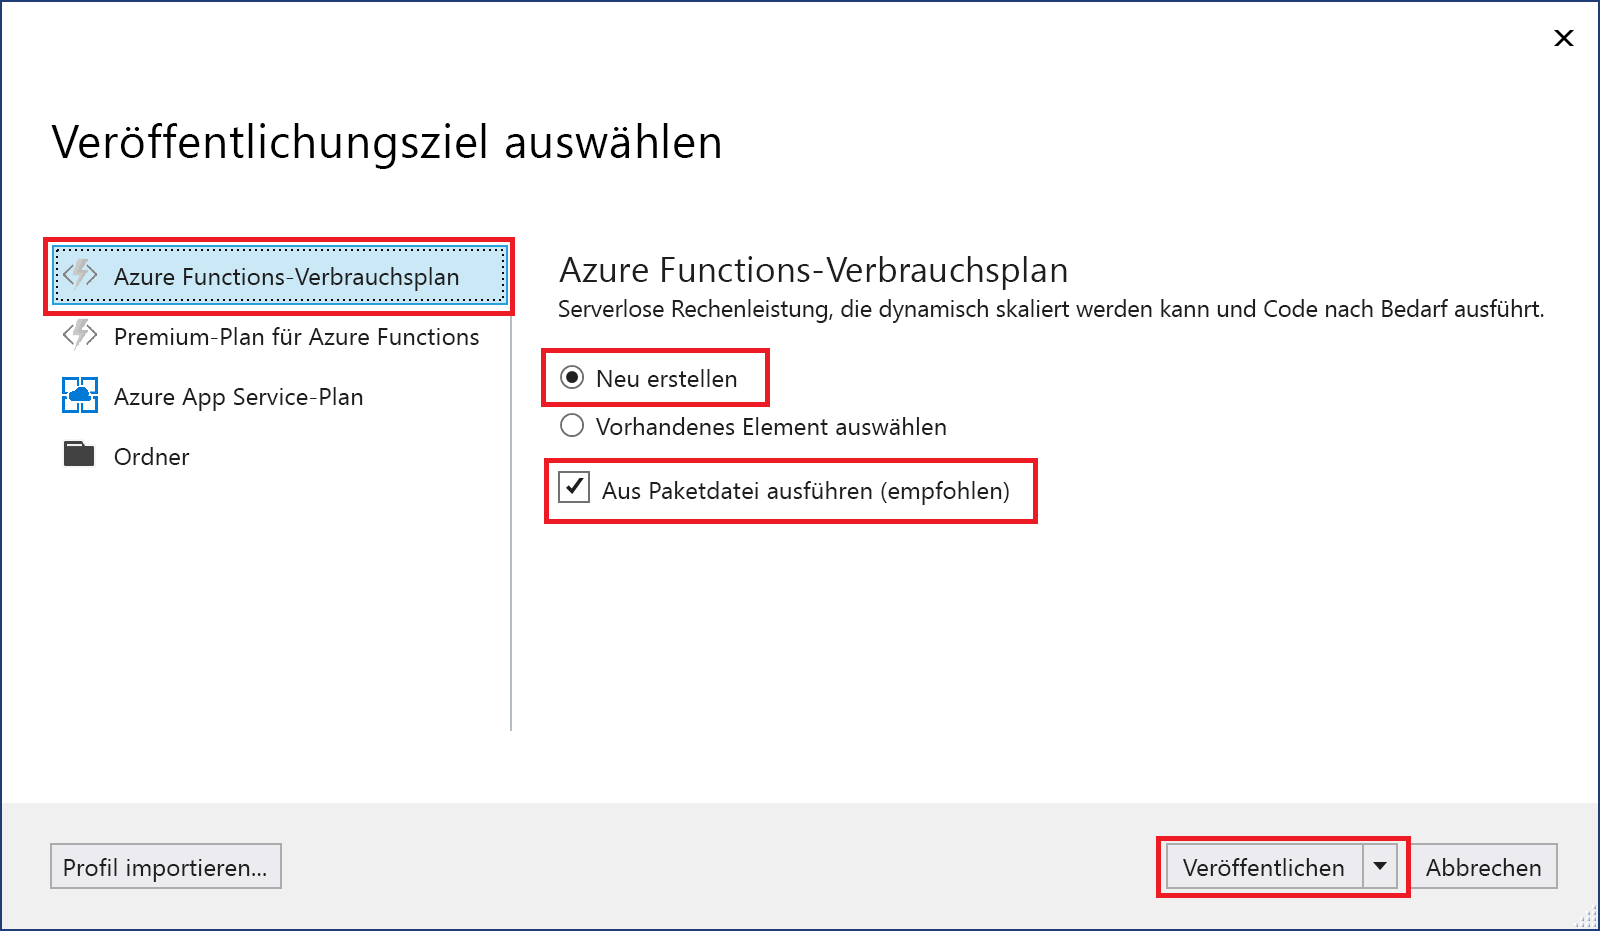 Veröffentlichungsziel auswählen
Azure Functions-Verbrauchsplan
Premium-Plan für Azure Functions
Azure App Service-Plan
Ordner
Azure Functions-Verbrauchsplan
Serverlose Rechenleistung, die dynamisch skaliert werden kann und Code nach Bedarf ausführt.
Neu erstellen
Vorhandenes Element auswählen
Aus Paketdatei ausführen (empfohlen)
Profil importieren...
Veröffentlichen
Abbrechen